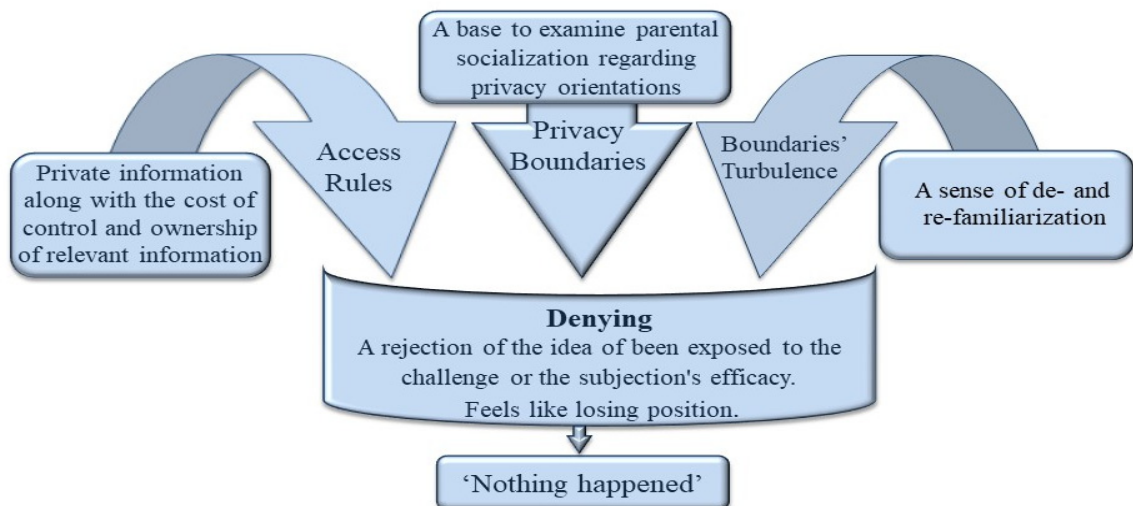 A base to examine parental
socialization regarding
privacy orientations
Access
Rules
Privacy
Boundaries
Boundaries’
Turbulence
Private information
along with the cost of
control and ownership
of relevant information
A sense of de- and
re-familiarization
Denying
A rejection of the idea of been exposed to the
challenge or the subjection's efficacy.
Feels like losing position.
‘Nothing happened’